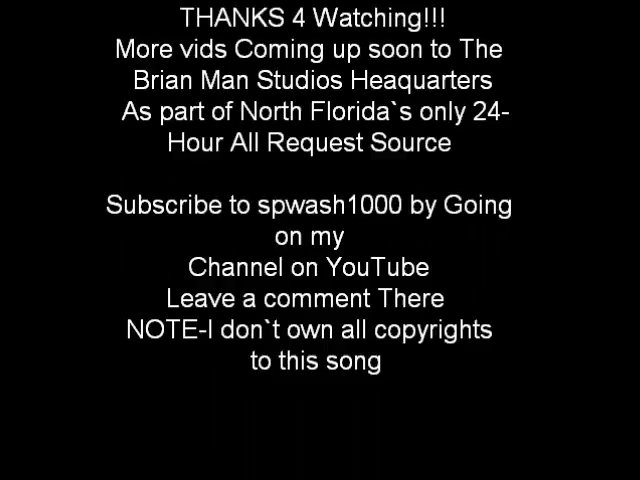 THANKS 4 Watching!!!
More vids Coming up soon to The
Brian Man Studios Heaquarters
As part of North Florida`s only 24-
Hour All Request Source
Subscribe to spwash1000 by Going
on my
Channel on YouTube
Leave a comment There
NOTE-I don`t own all copyrights
to this song